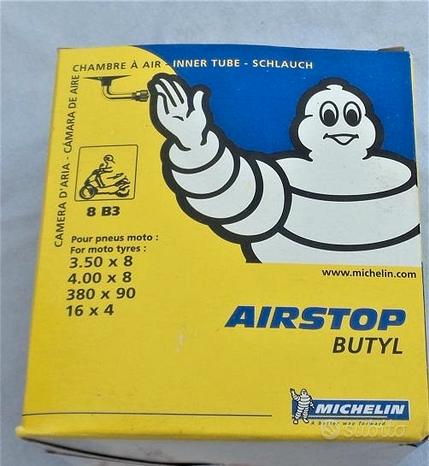 CHAMBRE À AIR - INNER TUBE - SCHLAUCH
CAMERA D'ARIA - CÁMARA DE AIRE
8 B3
Pour pneus moto :
For moto tyres :
3.50 x 8
4.00 x 8
380 x 90
16 x 4
www.michelin.com
AIRSTOP
BUTYL
MICHELIN
A better way forward
subito